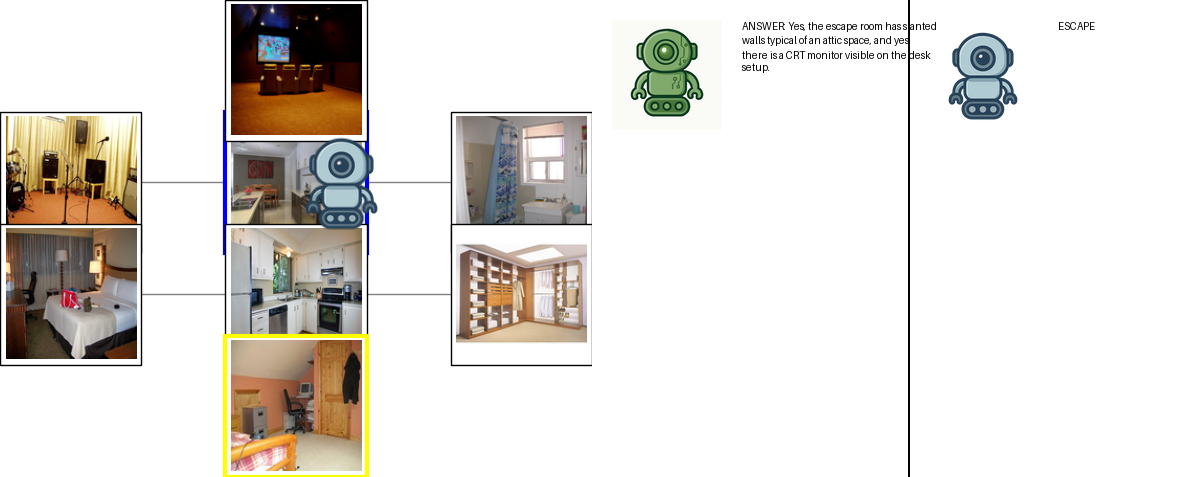 ANSWER: Yes, the escape room has slanted
walls typical of an attic space, and yes,
there is a CRT monitor visible on the desk
setup.
ESCAPE